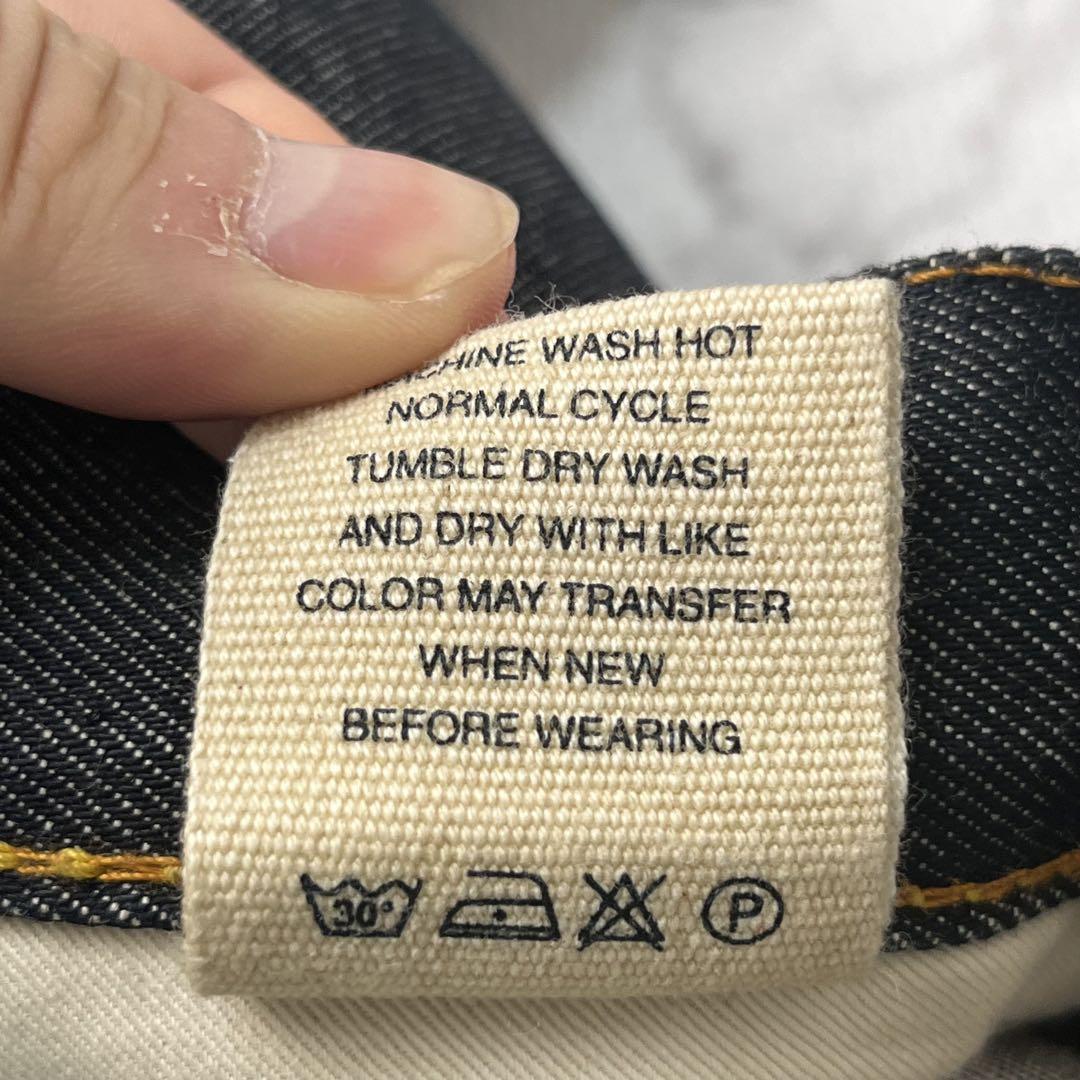 MACHINE WASH HOT
NORMAL CYCLE
TUMBLE DRY WASH
AND DRY WITH LIKE
COLOR MAY TRANSFER
WHEN NEW
BEFORE WEARING
30° P